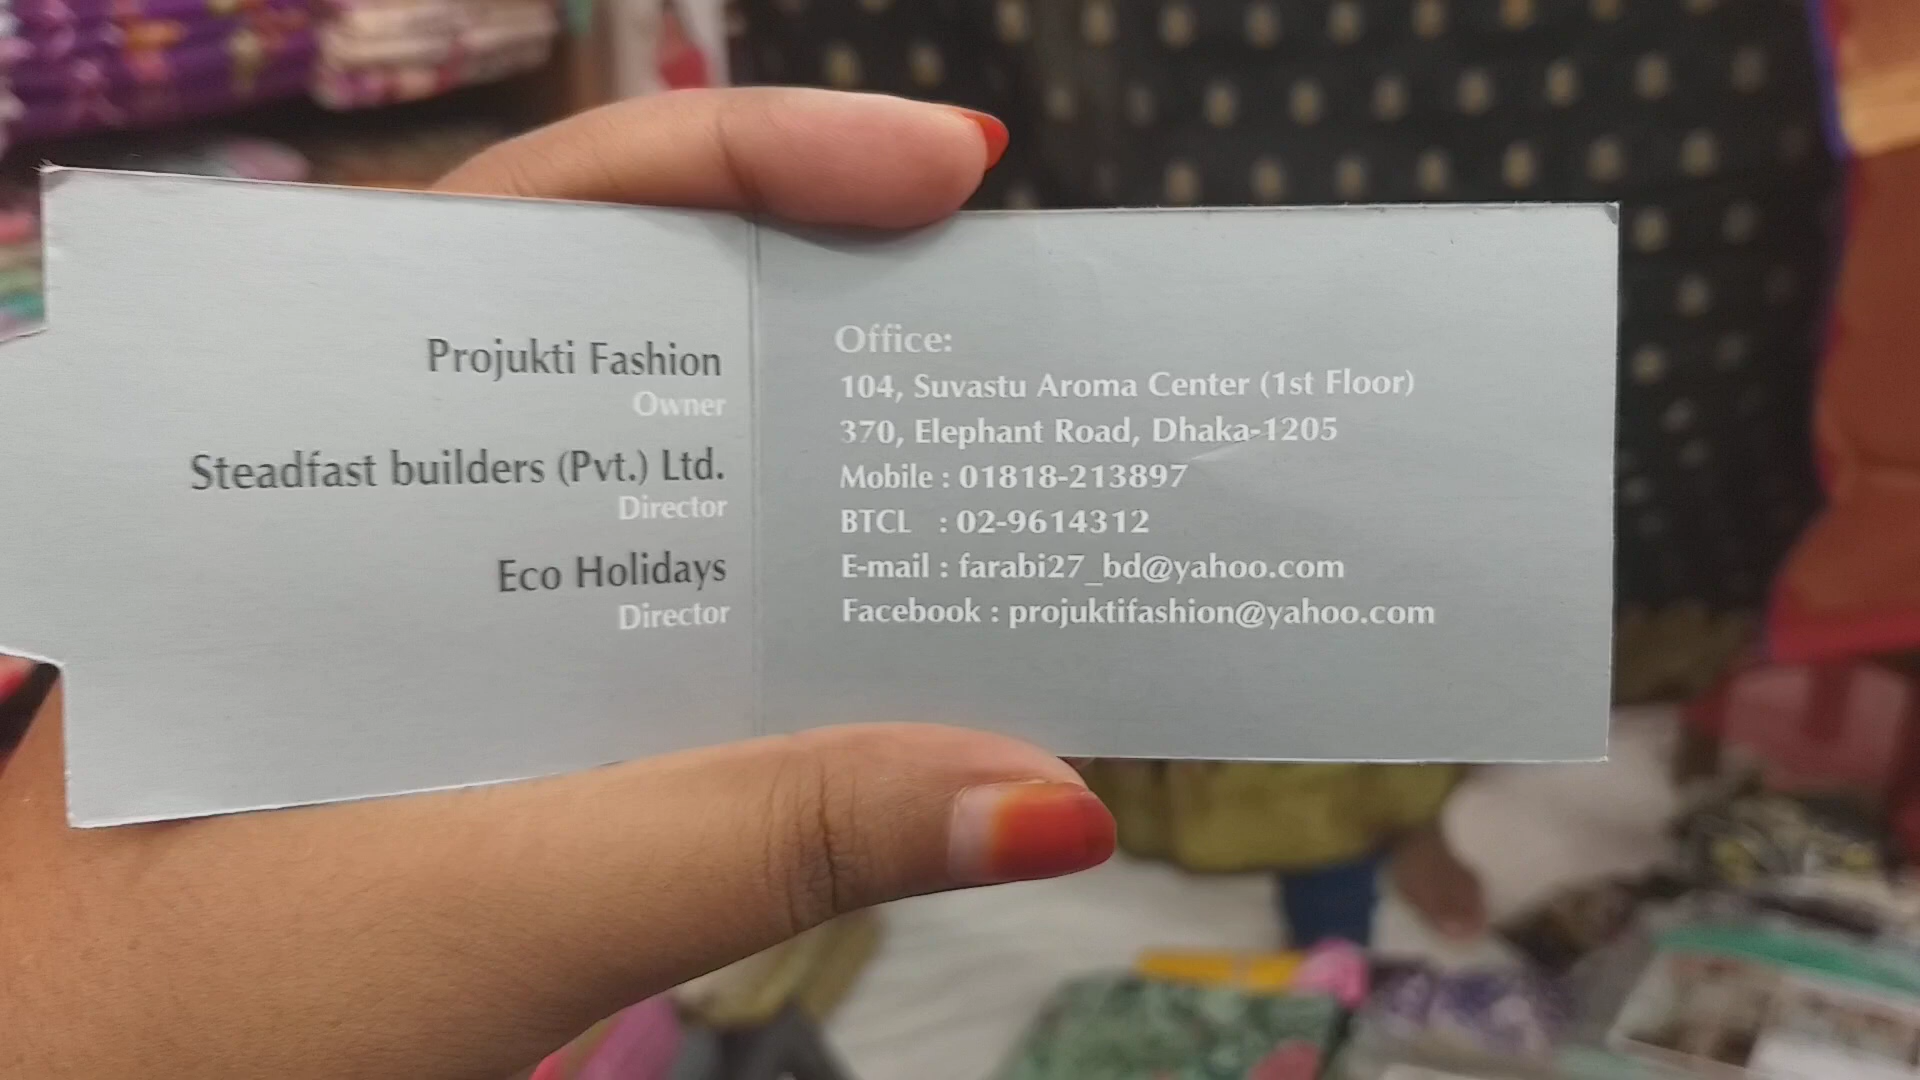 Projukti Fashion
Owner
Steadfast builders (Pvt.) Ltd.
Director
Eco Holidays
Director
Office:
104, Suvastu Aroma Center (1st Floor)
370, Elephant Road, Dhaka-1205
Mobile : 01818-213897
BTCL : 02-9614312
E-mail : farabi27_bd@yahoo.com
Facebook : projuktifashion@yahoo.com